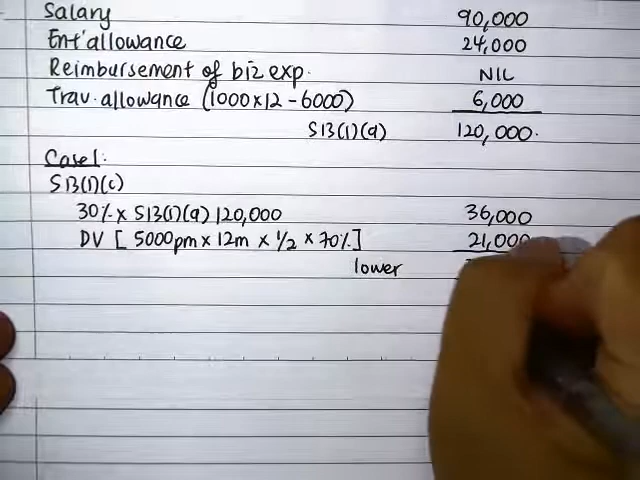 Salary 90,000
Ent' allowance 24,000
Reimbursement of biz exp. NIL
Trav. allowance (1000x12 - 6000) 6,000
S13(1)(a) 120,000.
Case1:
S13(1)(c)
30% x S13(1)(a) 120,000 36,000
DV [ 5000pm x 12m x 1/2 x 70% ] 21,000
lower